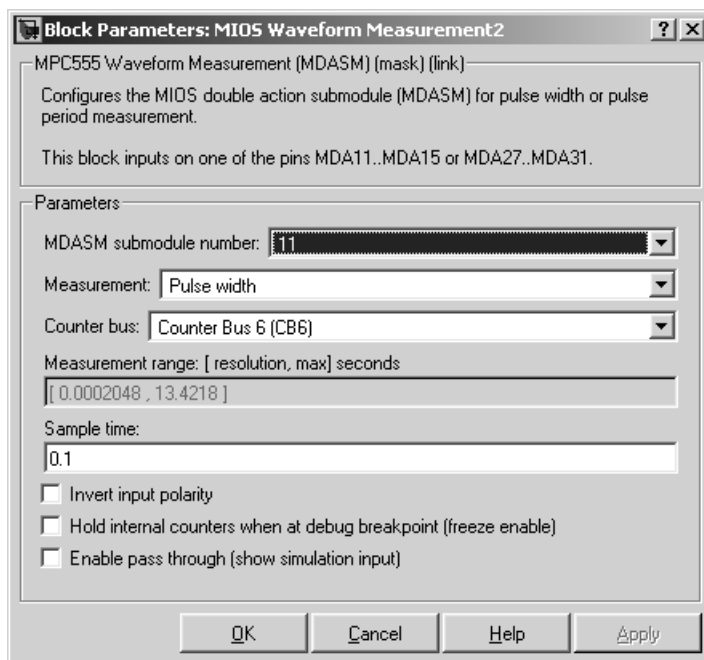 Block Parameters: MIOS Waveform Measurement2
MPC555 Waveform Measurement (MDASM) (mask) (link)
Configures the MIOS double action submodule (MDASM) for pulse width or pulse
period measurement.
This block inputs on one of the pins MDA11..MDA15 or MDA27..MDA31.
Parameters
MDASM submodule number: 11
Measurement: Pulse width
Counter bus: Counter Bus 6 (CB6)
Measurement range: [ resolution, max] seconds
[ 0.0002048 , 13.4218 ]
Sample time:
0.1
Invert input polarity
Hold internal counters when at debug breakpoint (freeze enable)
Enable pass through (show simulation input)
OK Cancel Help Apply